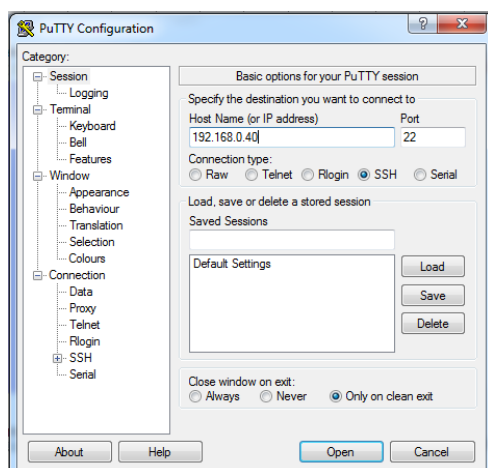 PuTTY Configuration
Category:
Session
Logging
Terminal
Keyboard
Bell
Features
Window
Appearance
Behaviour
Translation
Selection
Colours
Connection
Data
Proxy
Telnet
Rlogin
SSH
Serial
Basic options for your PuTTY session
Specify the destination you want to connect to
Host Name (or IP address) Port
192.168.0.40 22
Connection type:
Raw Telnet Rlogin SSH Serial
Load, save or delete a stored session
Saved Sessions
Default Settings
Load
Save
Delete
Close window on exit:
Always Never Only on clean exit
About Help Open Cancel